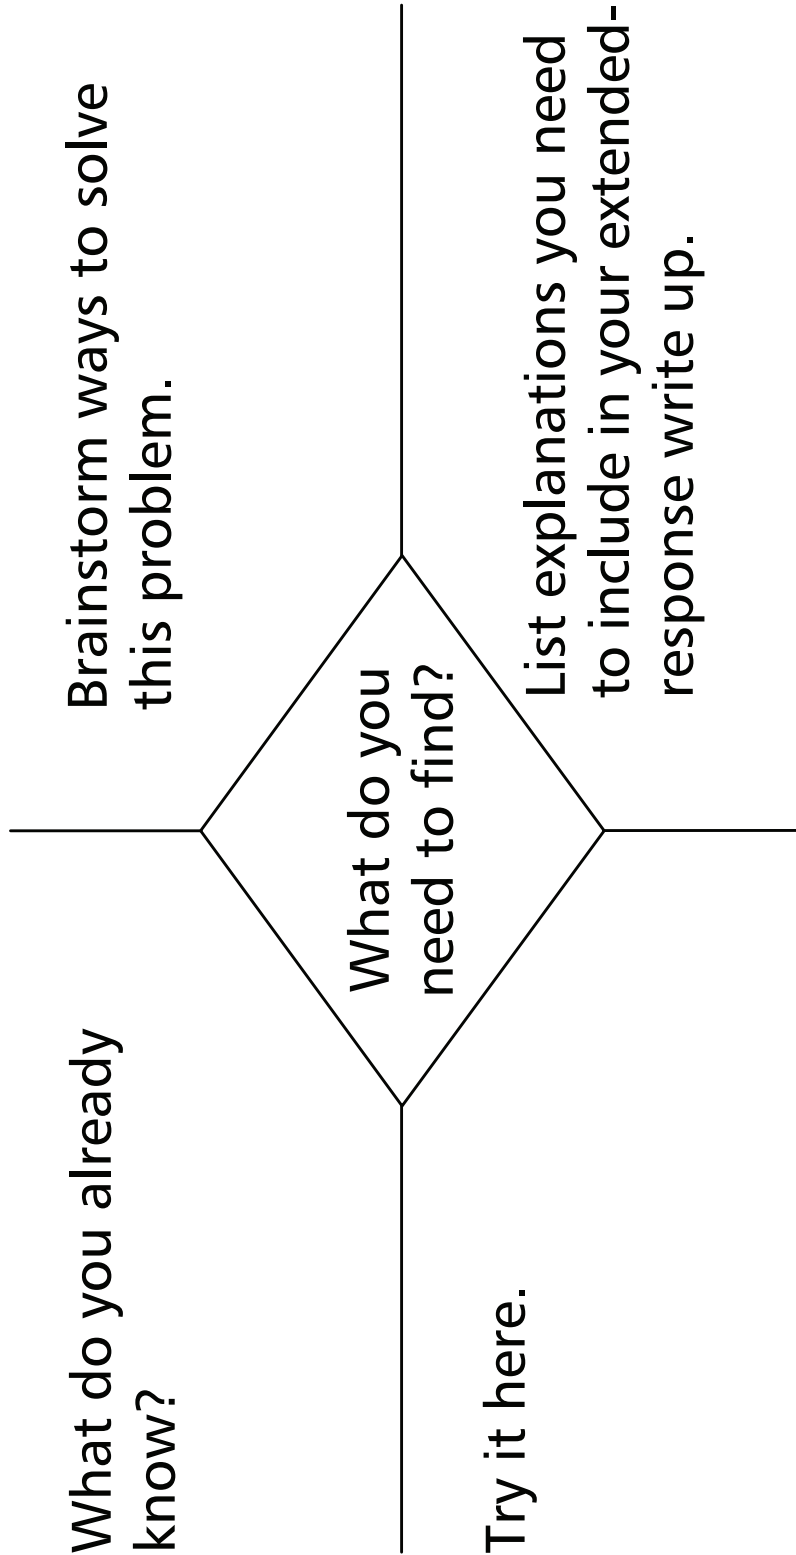 What do you already
know?
Brainstorm ways to solve
this problem.
What do you
need to find?
Try it here.
List explanations you need
to include in your extended-
response write up.